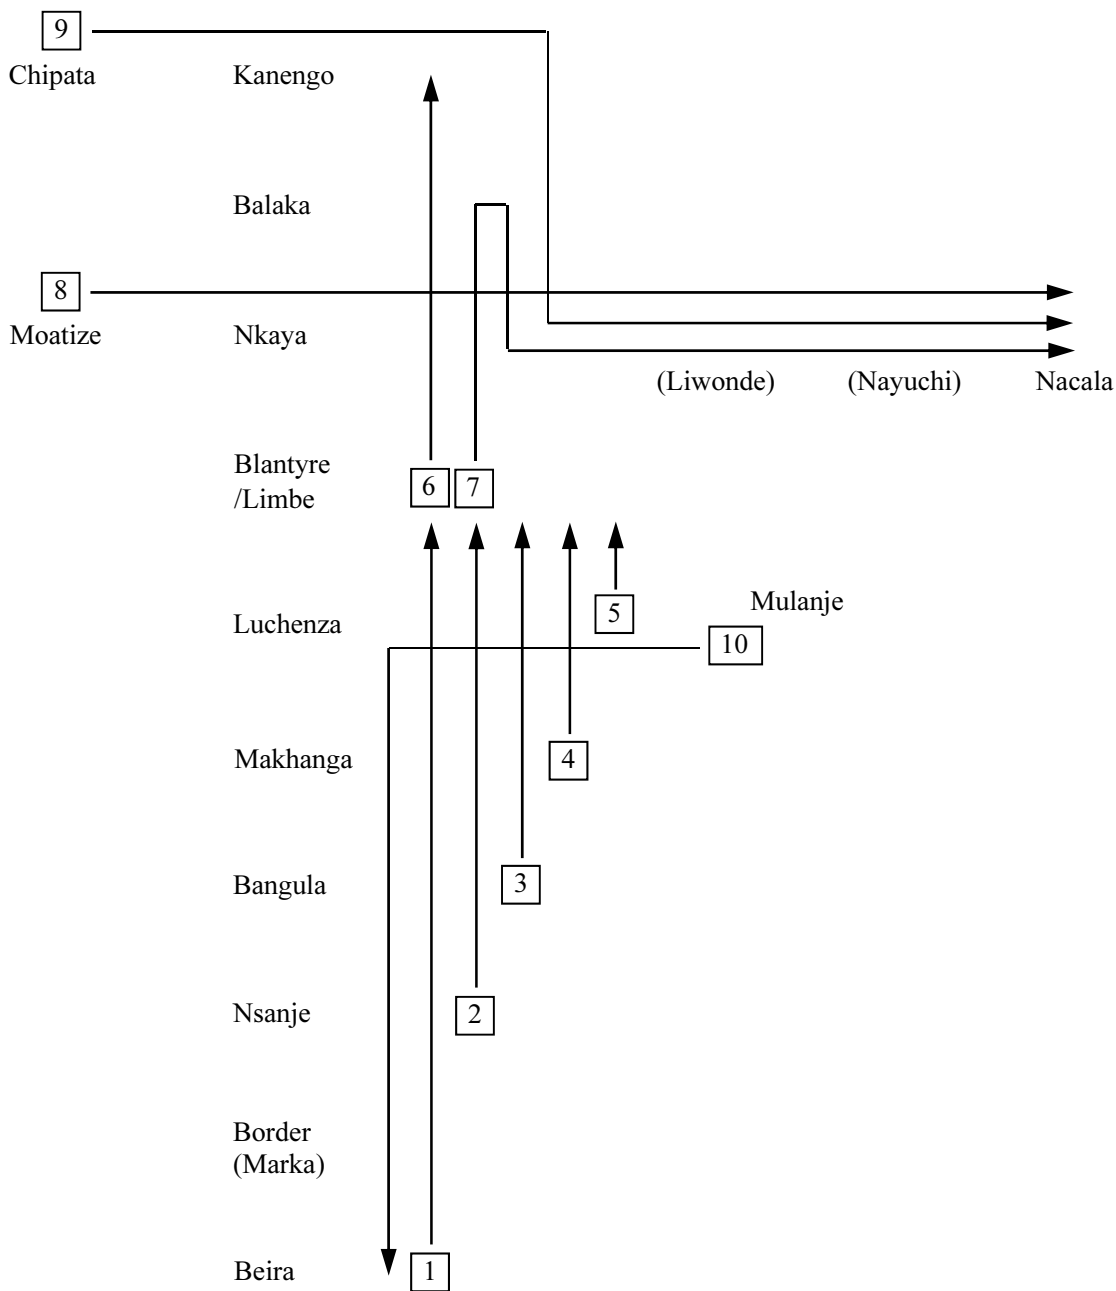 9
Chipata
Kanengo
Balaka
8
Moatize
Nkaya
(Liwonde)
(Nayuchi)
Nacala
Blantyre
/Limbe
6
7
Luchenza
5
Mulanje
10
Makhanga
4
Bangula
3
Nsanje
2
Border
(Marka)
Beira
1